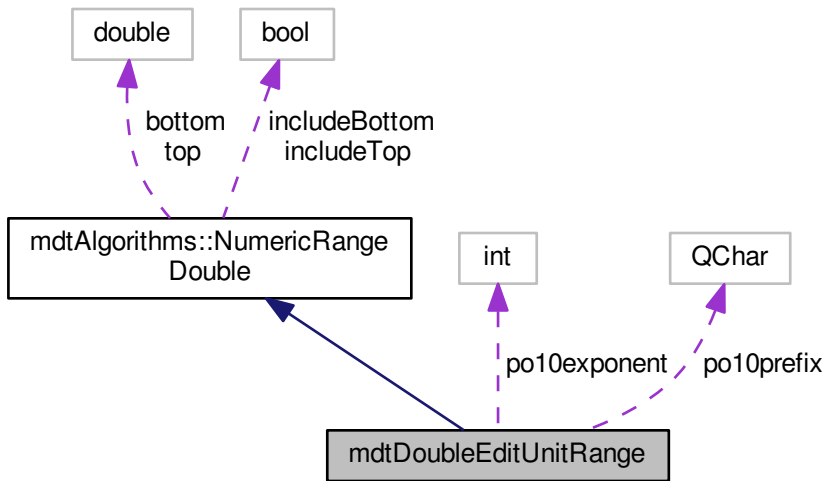 double
bool
bottom
top
includeBottom
includeTop
mdtAlgorithms::NumericRange
Double
int
QChar
po10exponent
po10prefix
mdtDoubleEditUnitRange